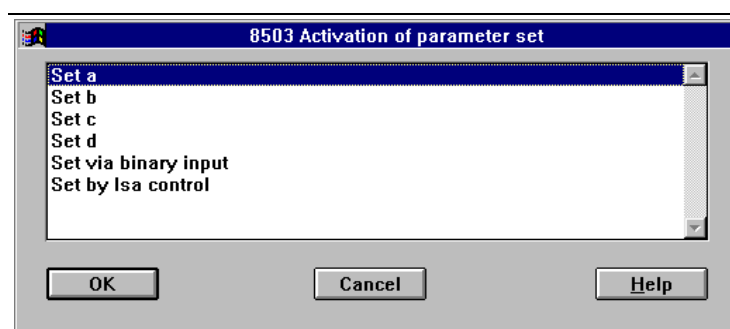 8503 Activation of parameter set
Set a
Set b
Set c
Set d
Set via binary input
Set by lsa control
OK
Cancel
Help